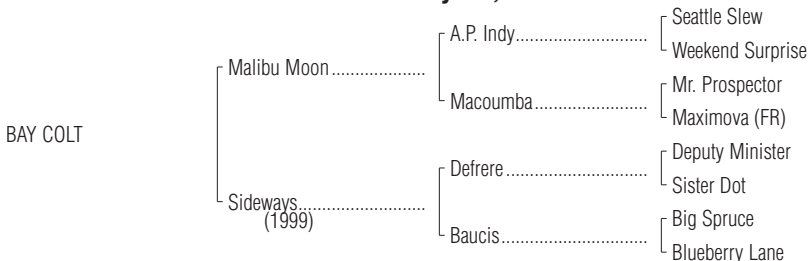 Seattle Slew
A.P. Indy
Weekend Surprise
Malibu Moon
Mr. Prospector
Macoumba
Maximova (FR)
BAY COLT
Deputy Minister
Defrere
Sister Dot
Sideways
(1999)
Big Spruce
Baucis
Blueberry Lane